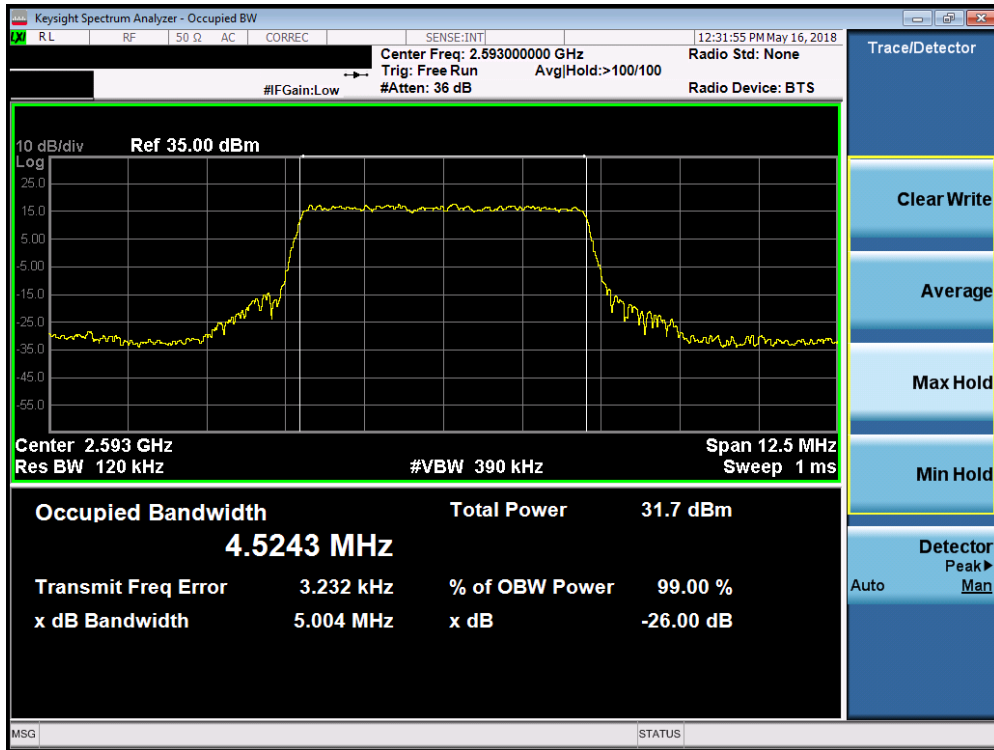 Keysight Spectrum Analyzer - Occupied BW
LXI RL RF 50 Ω AC CORREC SENSE:INT 12:31:55 PM May 16, 2018
Center Freq: 2.593000000 GHz Radio Std: None
Trig: Free Run Avg|Hold:>100/100
#IFGain:Low #Atten: 36 dB Radio Device: BTS
Trace/Detector
10 dB/div Ref 35.00 dBm
Log
25.0
15.0
5.00
-5.00
-15.0
-25.0
-35.0
-45.0
-55.0
Center 2.593 GHz Span 12.5 MHz
Res BW 120 kHz #VBW 390 kHz Sweep 1 ms
Occupied Bandwidth Total Power 31.7 dBm
4.5243 MHz
Transmit Freq Error 3.232 kHz % of OBW Power 99.00 %
x dB Bandwidth 5.004 MHz x dB -26.00 dB
Clear Write
Average
Max Hold
Min Hold
Detector
Peak▶
Auto Man
MSG STATUS